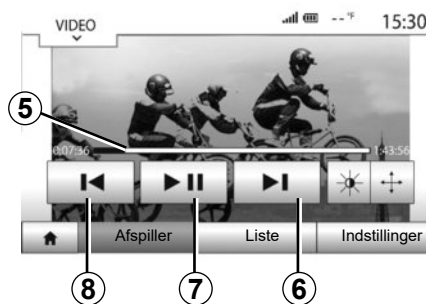 VIDEO
-- °F 15:30
5
0:07:36 1:43:56
Afspiller Liste Indstillinger
8 7 6